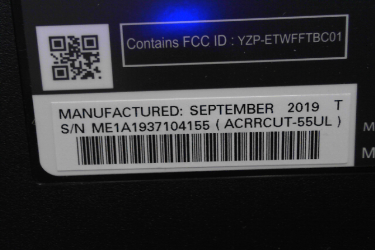 Contains FCC ID : YZP-ETWFFTBC01
MANUFACTURED: SEPTEMBER 2019 T
S/N ME1A1937104155 ( ACRRCUT-55UL )
M
M